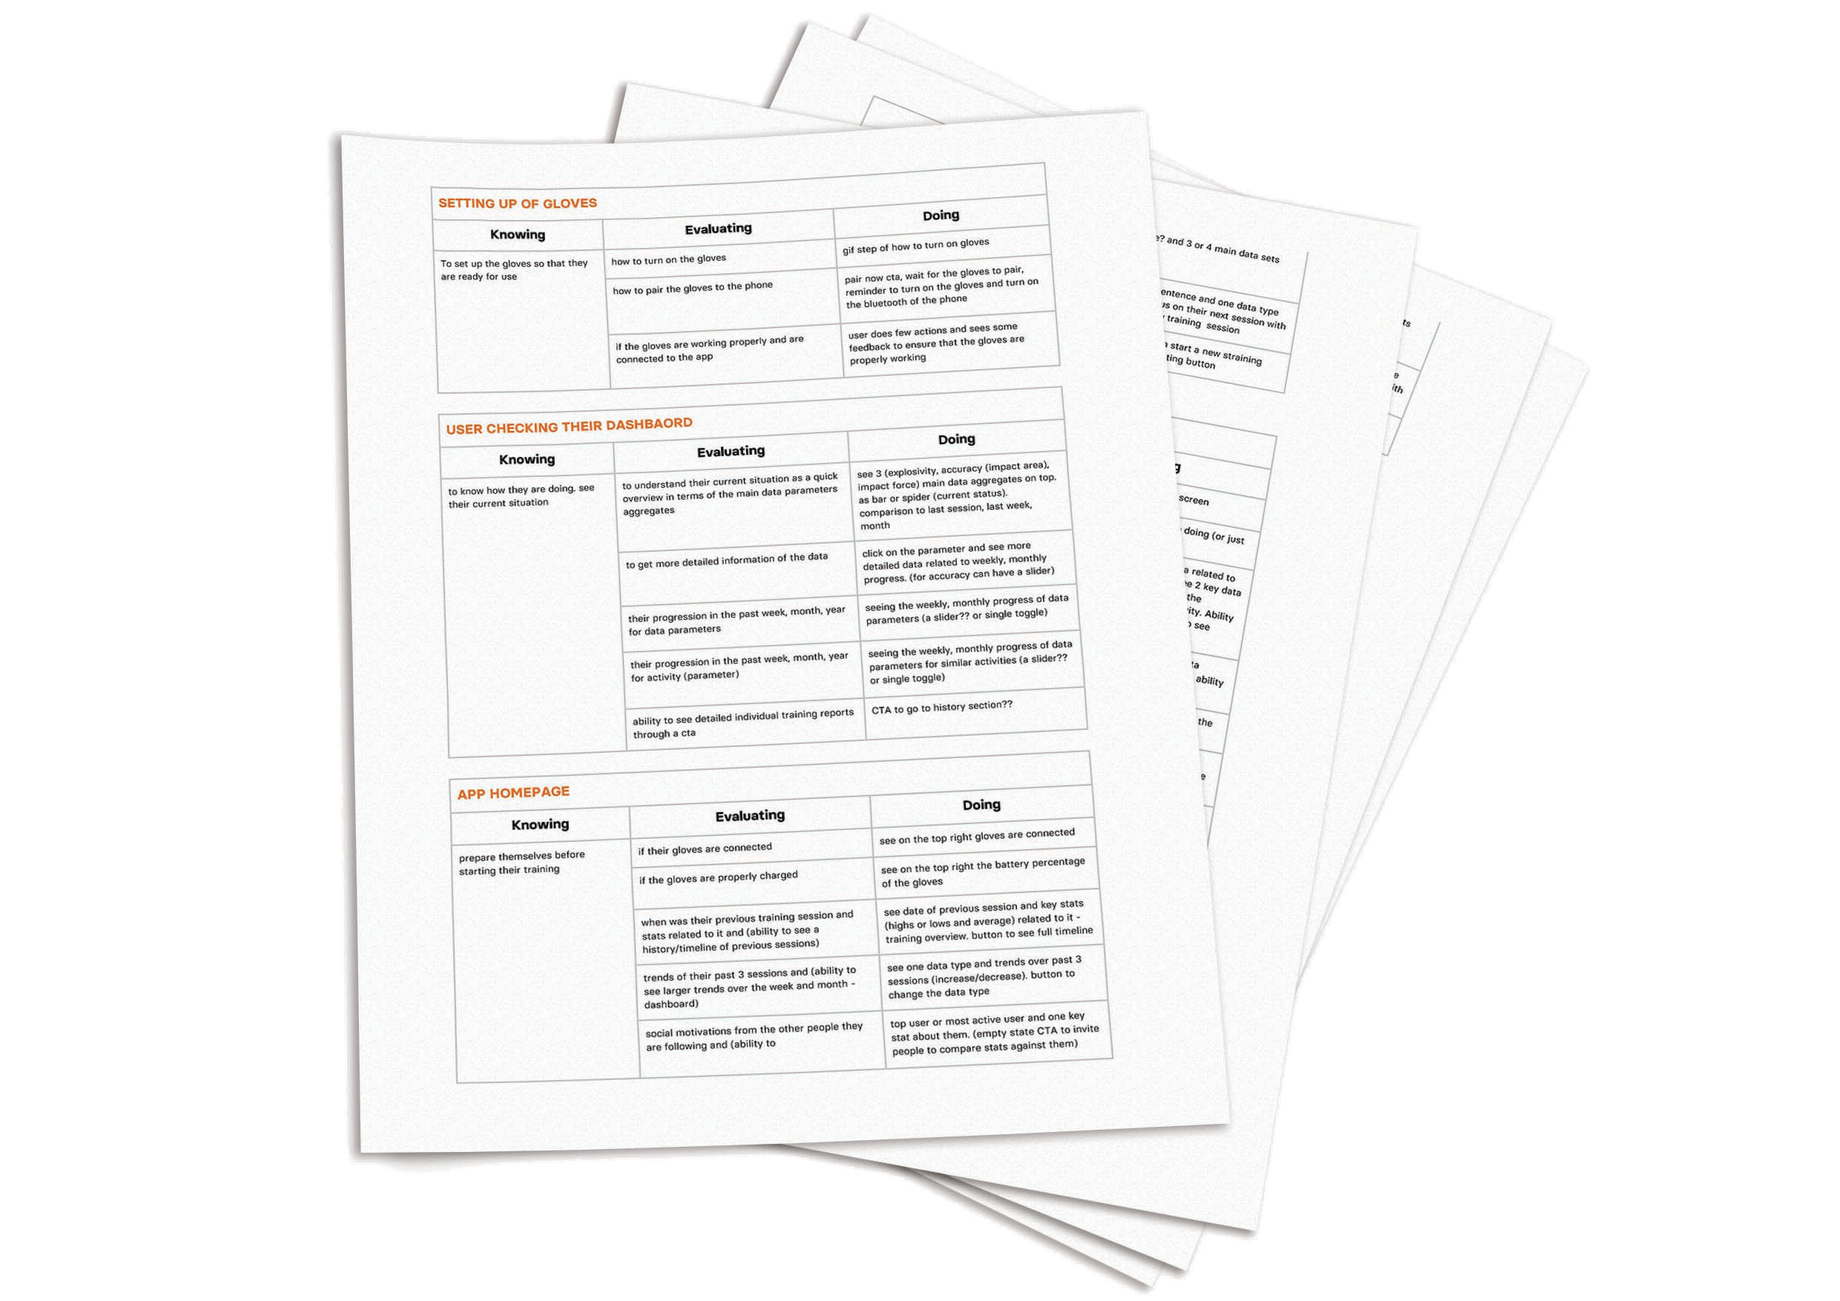 SETTING UP OF GLOVES
Knowing
Evaluating
Doing
To set up the gloves so that they
are ready for use
how to turn on the gloves
gif step of how to turn on gloves
how to pair the gloves to the phone
pair now cta, wait for the gloves to pair,
reminder to turn on the gloves and turn on
the bluetooth of the phone
if the gloves are working properly and are
connected to the app
user does few actions and sees some
feedback to ensure that the gloves are
properly working
USER CHECKING THEIR DASHBAORD
Knowing
Evaluating
Doing
to know how they are doing. see
their current situation
to understand their current situation as a quick
overview in terms of the main data parameters
aggregates
see 3 (explosivity, accuracy (impact area),
impact force) main data aggregates on top.
as bar or spider (current status).
comparison to last session, last week,
month
to get more detailed information of the data
click on the parameter and see more
detailed data related to weekly, monthly
progress. (for accuracy can have a slider)
their progression in the past week, month, year
for data parameters
seeing the weekly, monthly progress of data
parameters (a slider?? or single toggle)
their progression in the past week, month, year
for activity (parameter)
seeing the weekly, monthly progress of data
parameters for similar activities (a slider??
or single toggle)
ability to see detailed individual training reports
through a cta
CTA to go to history section??
APP HOMEPAGE
Knowing
Evaluating
Doing
prepare themselves before
starting their training
if their gloves are connected
see on the top right gloves are connected
if the gloves are properly charged
see on the top right the battery percentage
of the gloves
when was their previous training session and
stats related to it and (ability to see a
history/timeline of previous sessions)
see date of previous session and key stats
(highs or lows and average) related to it -
training overview. button to see full timeline
trends of their past 3 sessions and (ability to
see larger trends over the week and month -
dashboard)
see one data type and trends over past 3
sessions (increase/decrease). button to
change the data type
social motivations from the other people they
are following and (ability to
top user or most active user and one key
stat about them. (empty state CTA to invite
people to compare stats against them)
e? and 3 or 4 main data sets
entence and one data type
us on their next session with
training session
start a new straining
ting button
g
screen
doing (or just
a related to
e 2 key data
the
ity. Ability
see
ta
ability
the
e
ts
e
ith